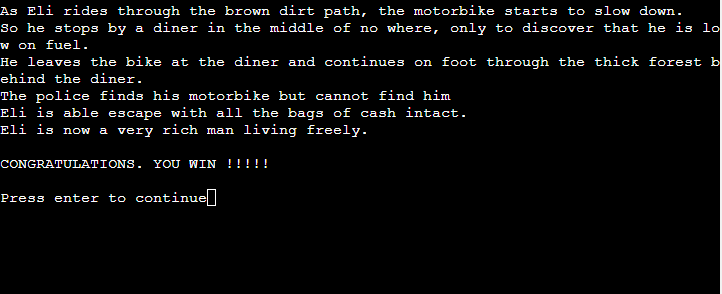 As Eli rides through the brown dirt path, the motorbike starts to slow down.
So he stops by a diner in the middle of no where, only to discover that he is lo
w on fuel.
He leaves the bike at the diner and continues on foot through the thick forest b
ehind the diner.
The police finds his motorbike but cannot find him
Eli is able escape with all the bags of cash intact.
Eli is now a very rich man living freely.
CONGRATULATIONS. YOU WIN !!!!!
Press enter to continue